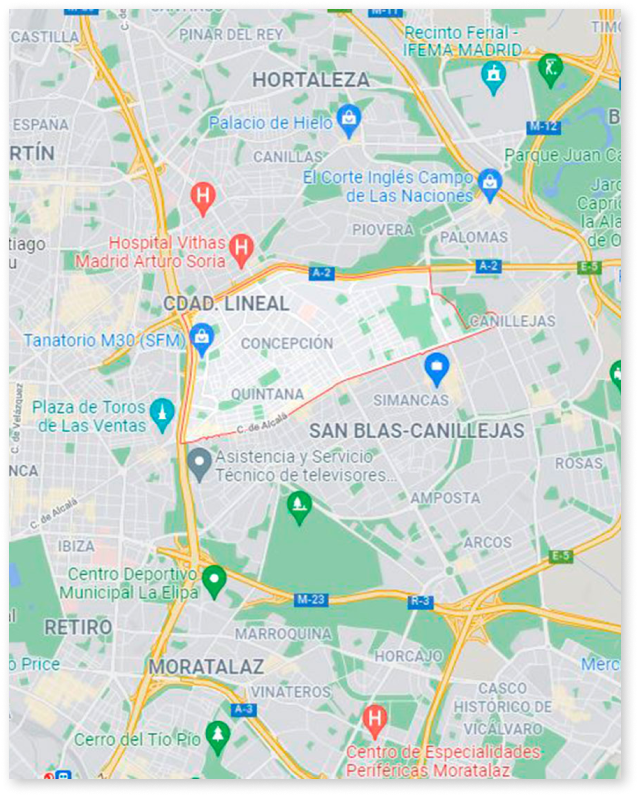 M-11
CASTILLA
PINAR DEL REY
Recinto Ferial -
IFEMA MADRID
HORTALEZA
M-12
ESPAÑA
Palacio de Hielo
RTÍN
CANILLAS
Parque Juan Ca
El Corte Inglés Campo
de Las Naciones
Jard
Capric
la Ala
de O
PIOVERA
PALOMAS
tiago
u
Hospital Vithas
Madrid Arturo Soria
A-2
A-2
E-5
CDAD. LINEAL
CANILLEJAS
Tanatorio M30 (SFM)
CONCEPCIÓN
QUINTANA
SIMANCAS
C. de Velázquez
Plaza de Toros
de Las Ventas
C. de Alcalá
SAN BLAS-CANILLEJAS
NCA
Asistencia y Servicio
Técnico de televisores...
ROSAS
AMPOSTA
C. de Alcalá
IBIZA
ARCOS
E-5
Centro Deportivo
Municipal La Elipa
M-23
R-3
RETIRO
MARROQUINA
o Price
MORATALAZ
HORCAJO
Merc
VINATEROS
CASCO
HISTÓRICO DE
VICÁLVARO
A-3
Cerro del Tío Pío
Centro de Especialidades
Periféricas Moratalaz